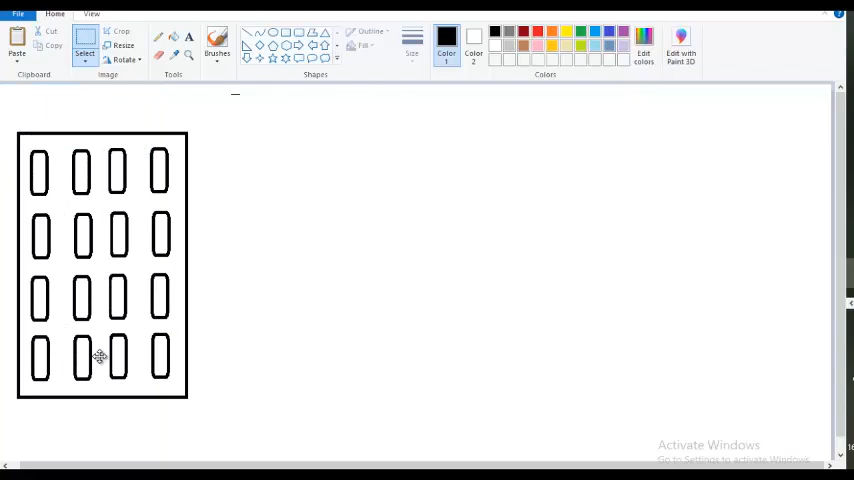 File Home View
Paste
Cut
Copy
Clipboard
Select
Crop
Resize
Rotate
Image
A
Tools
Brushes
Shapes
Outline
Fill
Size
Color
1
Color
2
Edit
colors
Colors
Edit with
Paint 3D
Activate Windows
Go to Settings to activate Windows.
16